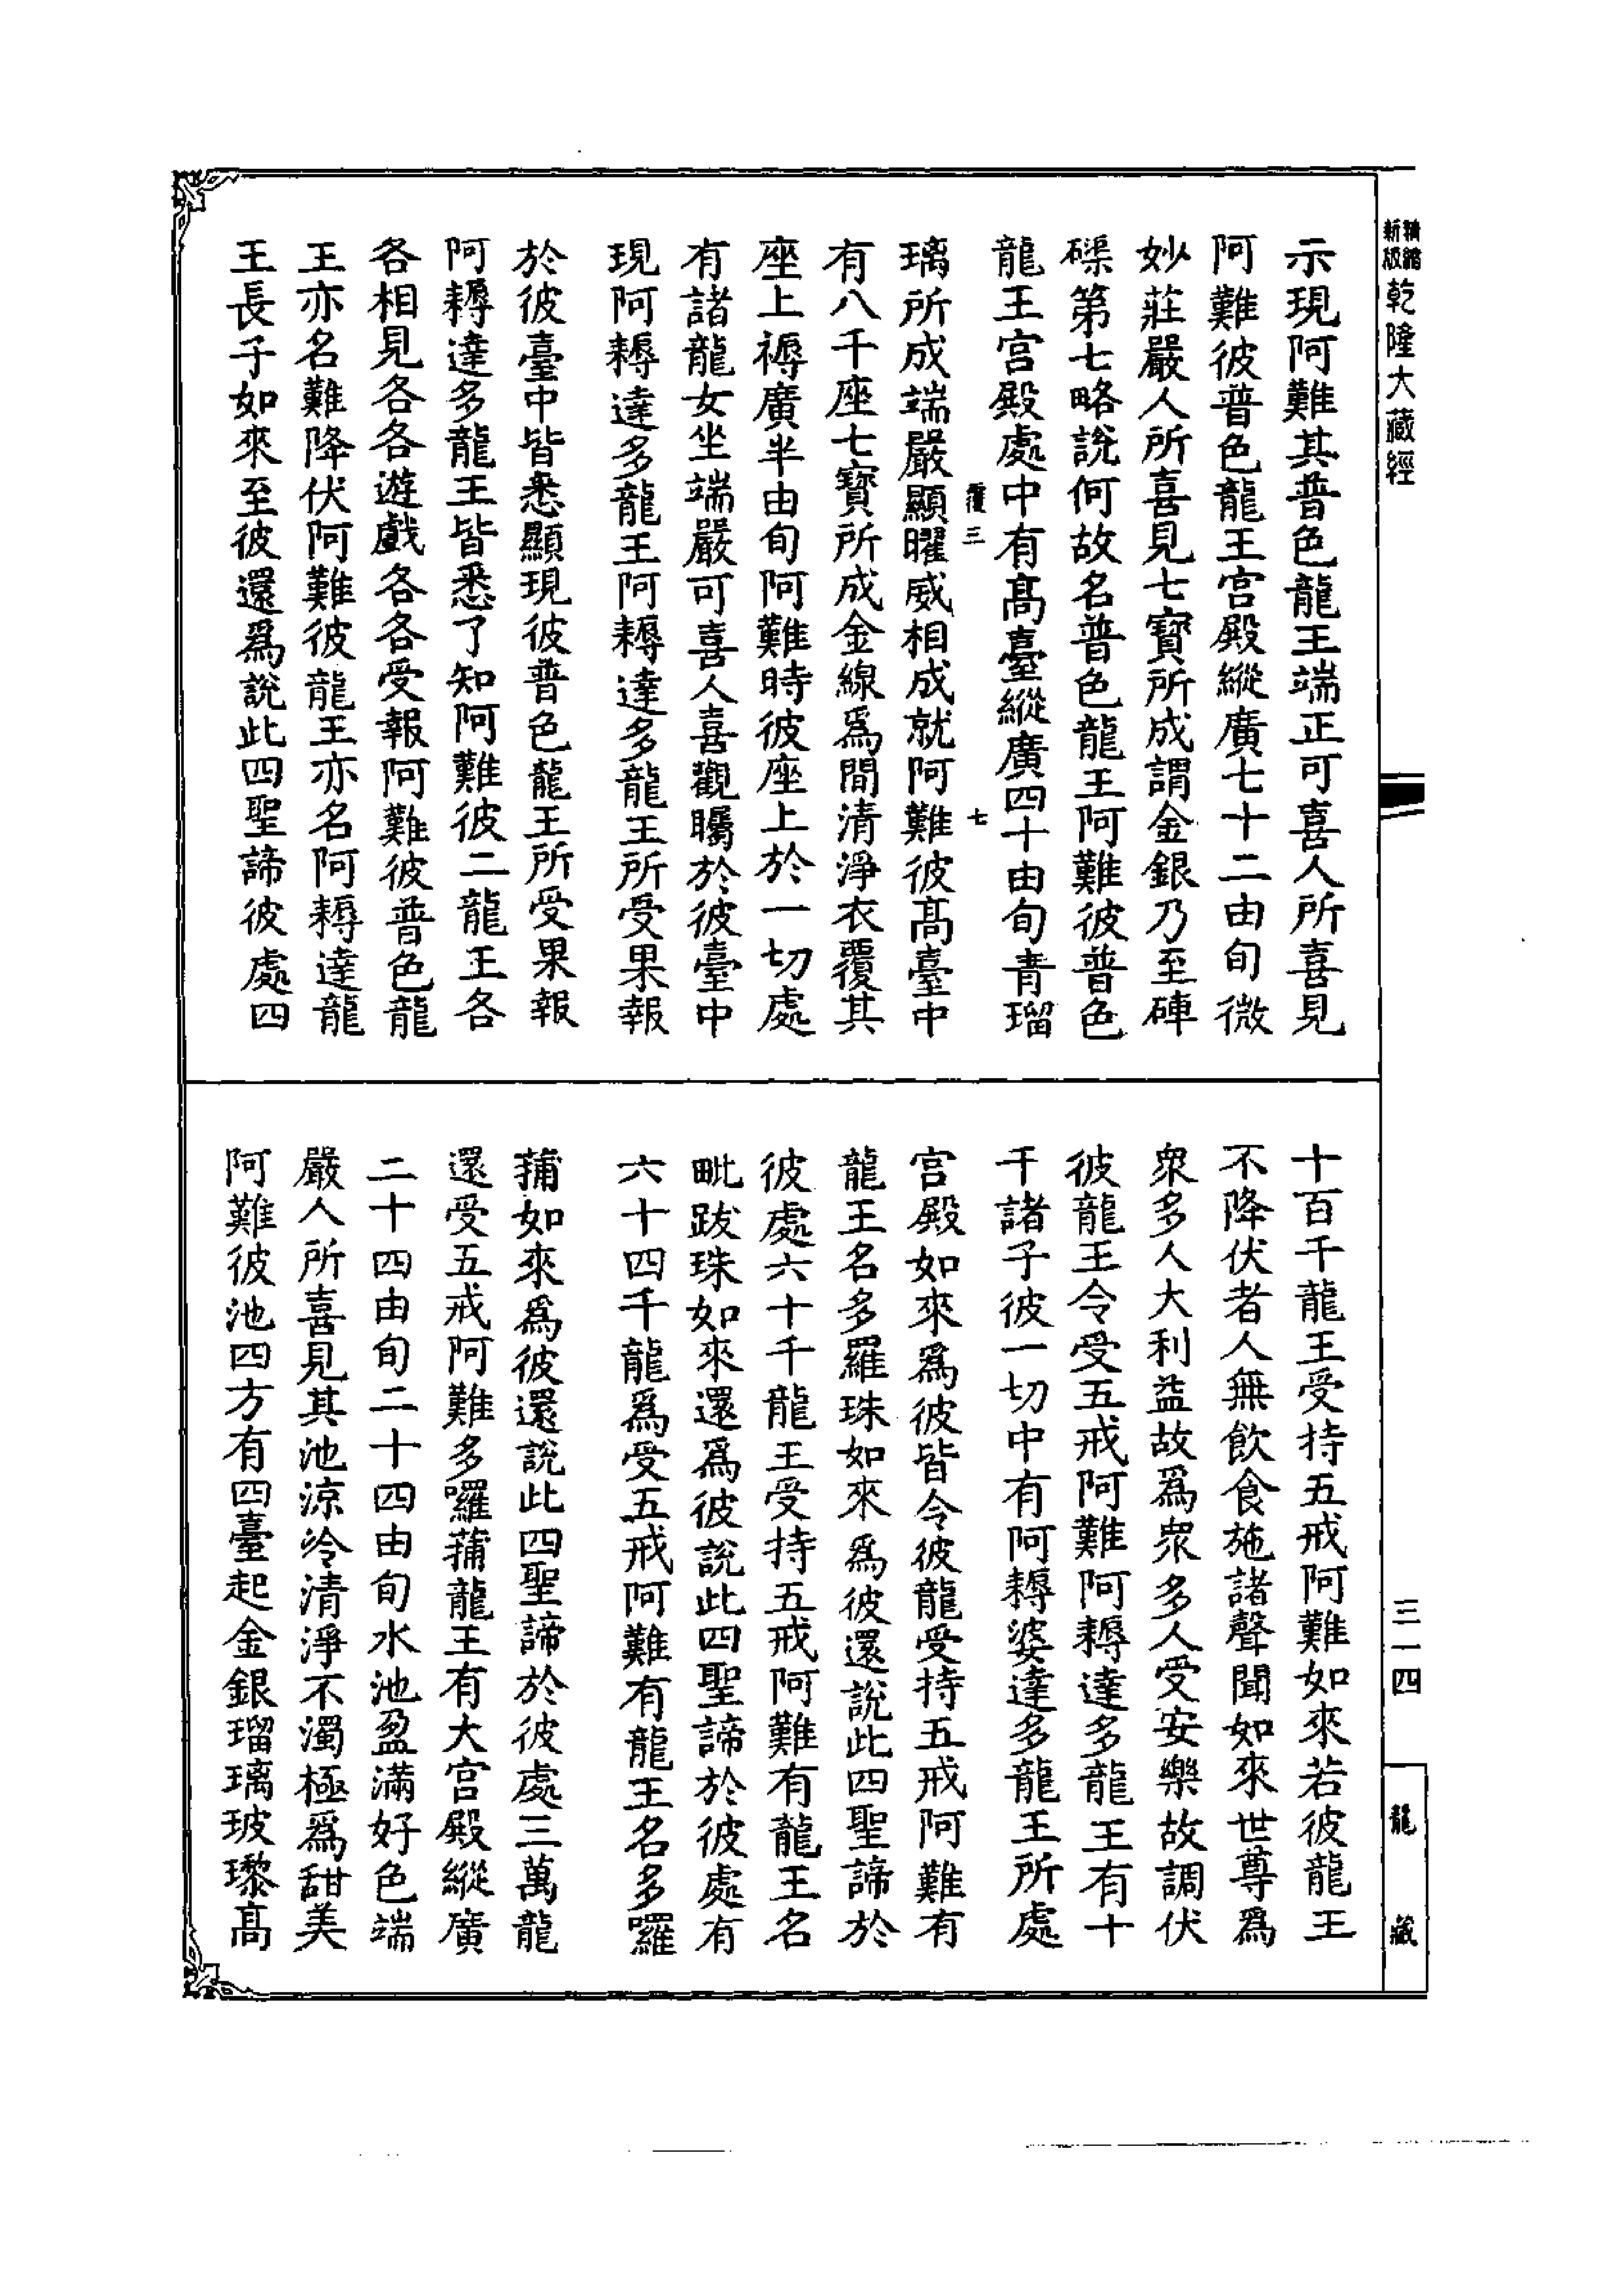 精縮
新版
乾隆大藏經
示現阿難其普色龍王端正可喜人所喜見
阿難彼普色龍王宮殿縱廣七十二由旬微
妙莊嚴人所喜見七寶所成謂金銀乃至硨
磲第七略說何故名普色龍王阿難彼普色
龍王宮殿處中有高臺縱廣四十由旬青瑠
覆三 七
璃所成端嚴顯曜威相成就阿難彼高臺中
有八千座七寶所成金線為間清淨衣覆其
座上褥廣半由旬阿難時彼座上於一切處
有諸龍女坐端嚴可喜人喜觀矚於彼臺中
現阿耨達多龍王阿耨達多龍王所受果報
於彼臺中皆悉顯現彼普色龍王所受果報
阿耨達多龍王皆悉了知阿難彼二龍王各
各相見各各遊戲各各受報阿難彼普色龍
王亦名難降伏阿難彼龍王亦名阿耨達龍
王長子如來至彼還為說此四聖諦彼處四
十百千龍王受持五戒阿難如來若彼龍王
不降伏者人無飲食施諸聲聞如來世尊為
眾多人大利益故為眾多人受安樂故調伏
彼龍王令受五戒阿難阿耨達多龍王有十
千諸子彼一切中有阿耨婆達多龍王所處
宮殿如來為彼皆令彼龍受持五戒阿難有
龍王名多羅珠如來為彼還說此四聖諦於
彼處六十千龍王受持五戒阿難有龍王名
毗跋珠如來還為彼說此四聖諦於彼處有
六十四千龍為受五戒阿難有龍王名多囉
蒱如來為彼還說此四聖諦於彼處三萬龍
還受五戒阿難多囉蒱龍王有大宮殿縱廣
二十四由旬二十四由旬水池盈滿好色端
嚴人所喜見其池涼冷清淨不濁極為甜美
阿難彼池四方有四臺起金銀瑠璃玻瓈高
三一四
龍藏